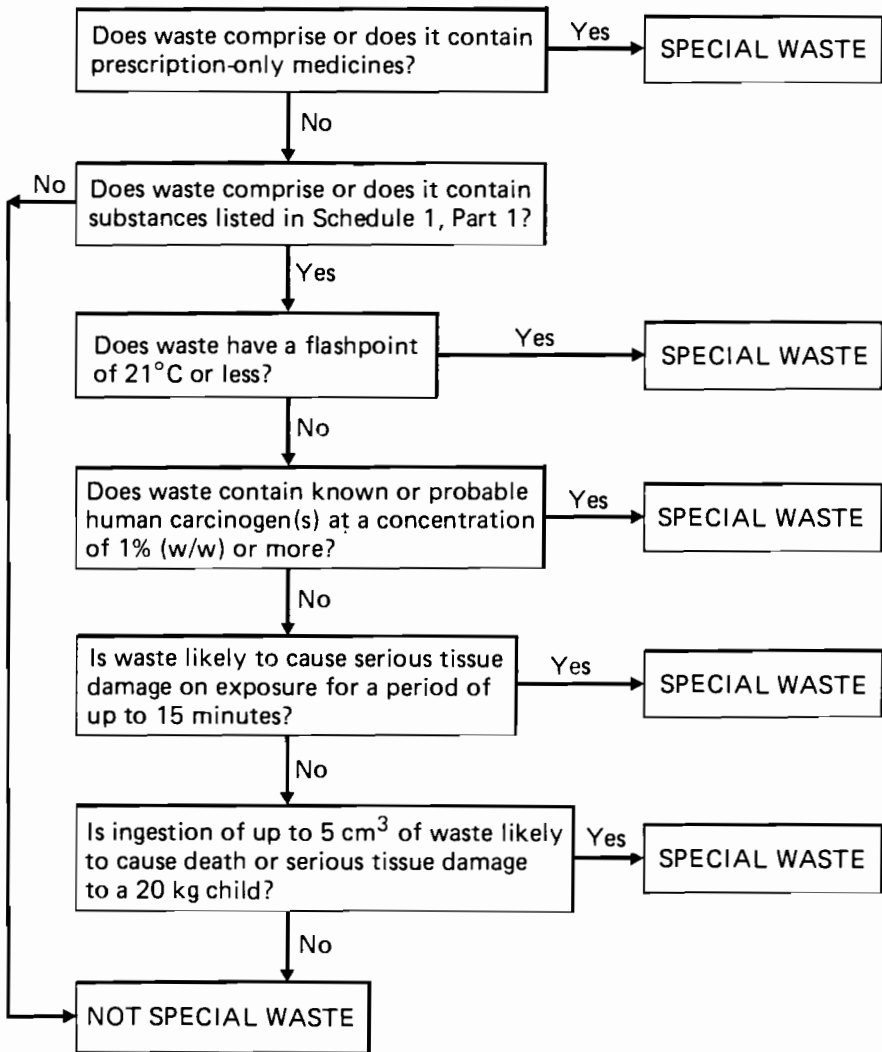 Does waste comprise or does it contain
prescription-only medicines?
Yes
SPECIAL WASTE
No
No
Does waste comprise or does it contain
substances listed in Schedule 1, Part 1?
Yes
Does waste have a flashpoint
of 21°C or less?
Yes
SPECIAL WASTE
No
Does waste contain known or probable
human carcinogen(s) at a concentration
of 1% (w/w) or more?
Yes
SPECIAL WASTE
No
Is waste likely to cause serious tissue
damage on exposure for a period of
up to 15 minutes?
Yes
SPECIAL WASTE
No
Is ingestion of up to 5 cm³ of waste likely
to cause death or serious tissue damage
to a 20 kg child?
Yes
SPECIAL WASTE
No
NOT SPECIAL WASTE